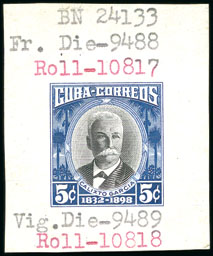 BN 24133
Fr. Die-9488
Roll-10817
CUBA-CORREOS
CALIXTO GARCIA
1832-1898
5¢ 5¢
Vig. Die-9489
Roll-10818